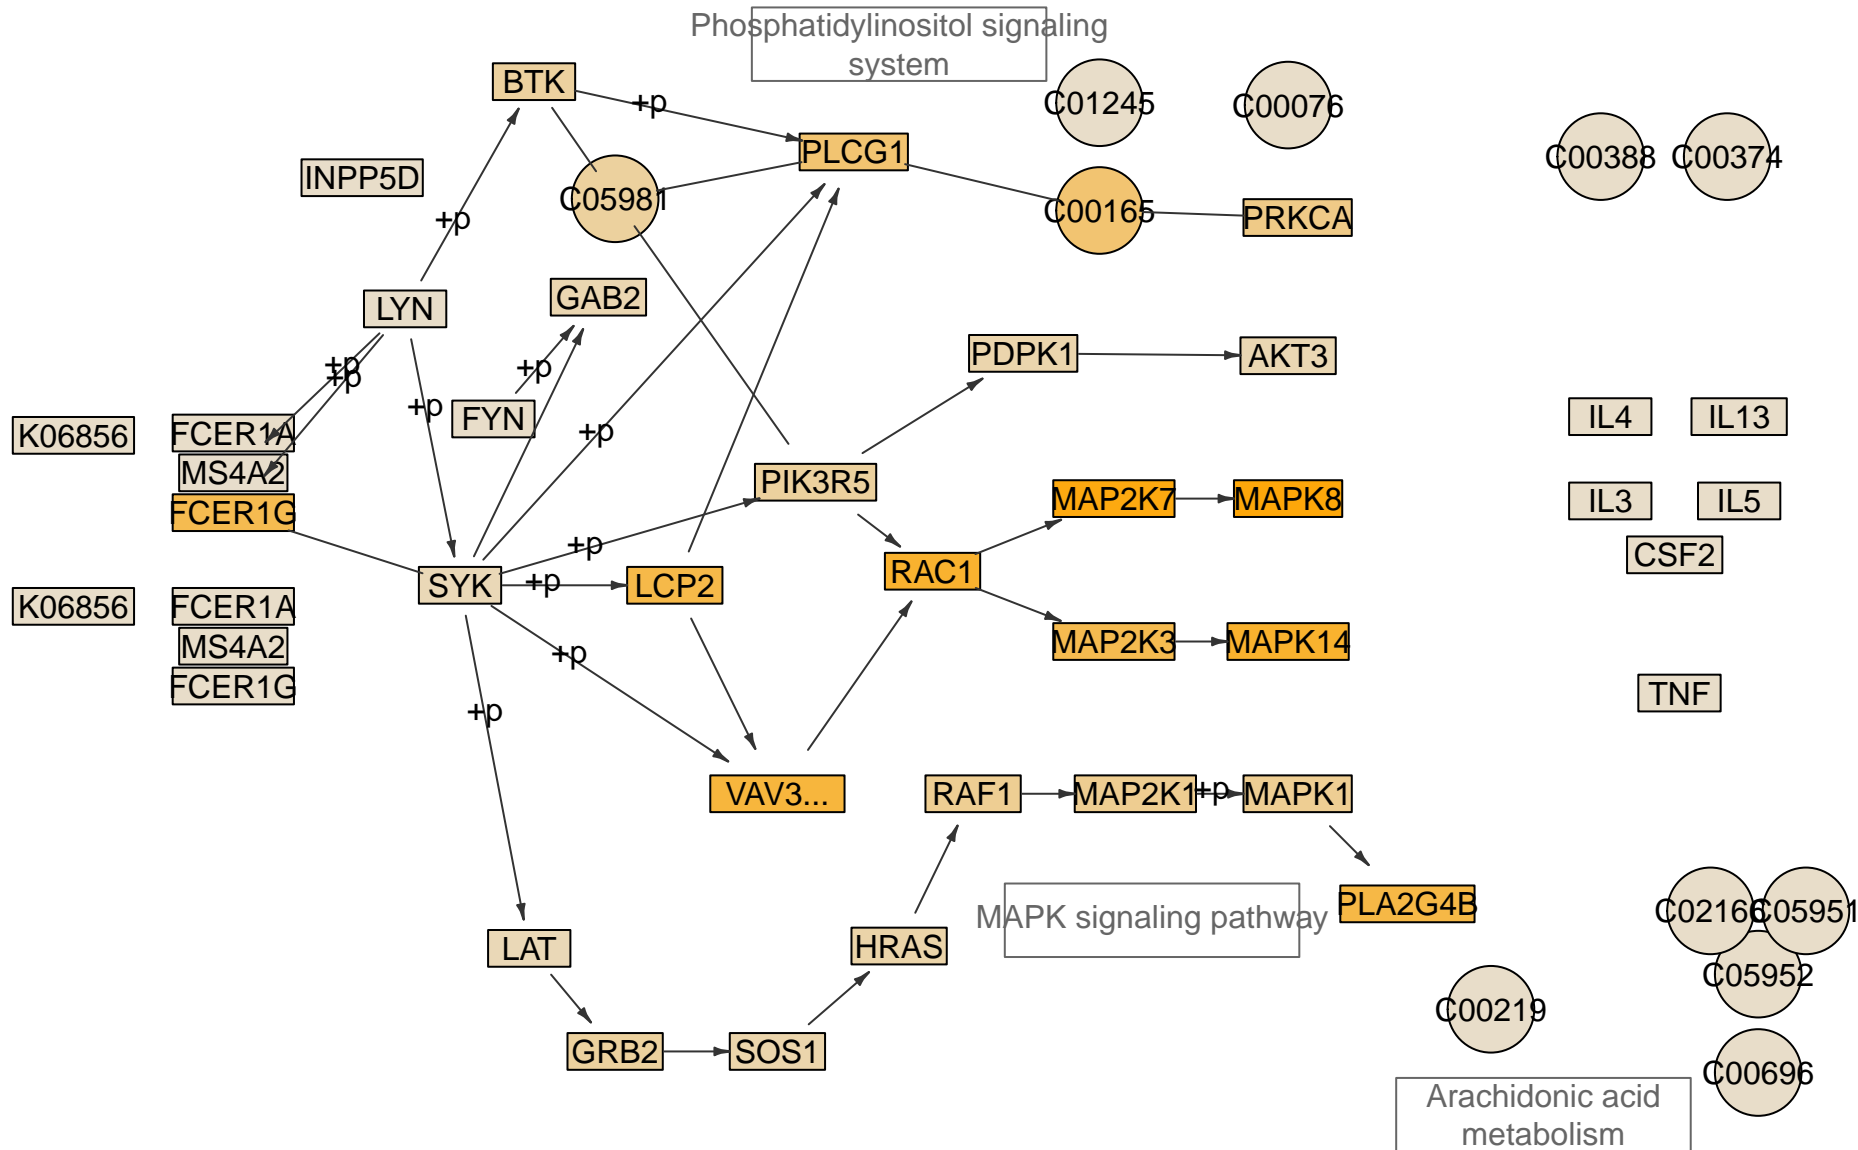 Phosphatidylinositol signaling
system
BTK
+p
C01245
C00076
PLCG1
C00388
C00374
INPP5D
C05981
C00165
PRKCA
+p
LYN
GAB2
PDPK1
AKT3
+p
+p
+p
+p
FYN
IL4
IL13
K06856
FCER1A
+p
MS4A2
PIK3R5
MAP2K7
MAPK8
IL3
IL5
FCER1G
+p
CSF2
SYK
+p
LCP2
RAC1
K06856
FCER1A
MS4A2
+p
MAP2K3
MAPK14
FCER1G
TNF
+p
VAV3...
RAF1
MAP2K1
+p
MAPK1
PLA2G4B
MAPK signaling pathway
C02166
C05951
LAT
HRAS
C05952
C00219
GRB2
SOS1
C00696
Arachidonic acid
metabolism